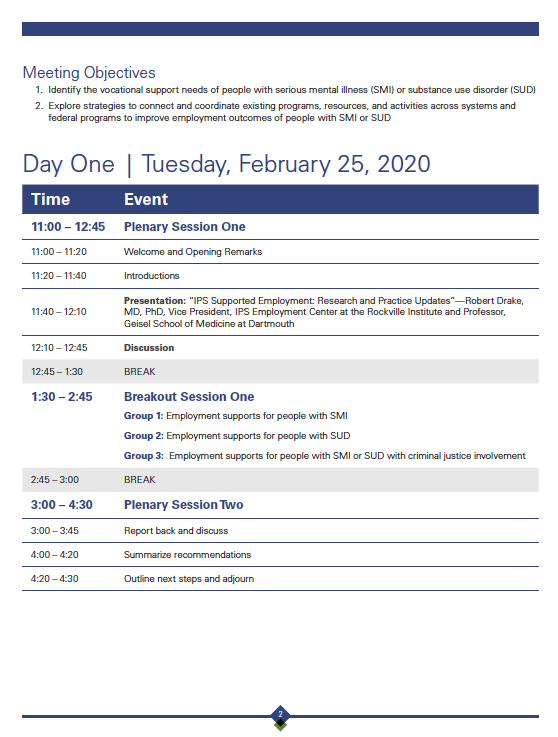 Meeting Objectives
1. Identify the vocational support needs of people with serious mental illness (SMI) or substance use disorder (SUD)
2. Explore strategies to connect and coordinate existing programs, resources, and activities across systems and
federal programs to improve employment outcomes of people with SMI or SUD
Day One | Tuesday, February 25, 2020
Time Event
11:00 – 12:45 Plenary Session One
11:00 – 11:20 Welcome and Opening Remarks
11:20 – 11:40 Introductions
11:40 – 12:10 Presentation: “IPS Supported Employment: Research and Practice Updates”—Robert Drake,
MD, PhD, Vice President, IPS Employment Center at the Rockville Institute and Professor,
Geisel School of Medicine at Dartmouth
12:10 – 12:45 Discussion
12:45 – 1:30 BREAK
1:30 – 2:45 Breakout Session One
Group 1: Employment supports for people with SMI
Group 2: Employment supports for people with SUD
Group 3: Employment supports for people with SMI or SUD with criminal justice involvement
2:45 – 3:00 BREAK
3:00 – 4:30 Plenary Session Two
3:00 – 3:45 Report back and discuss
4:00 – 4:20 Summarize recommendations
4:20 – 4:30 Outline next steps and adjourn
2